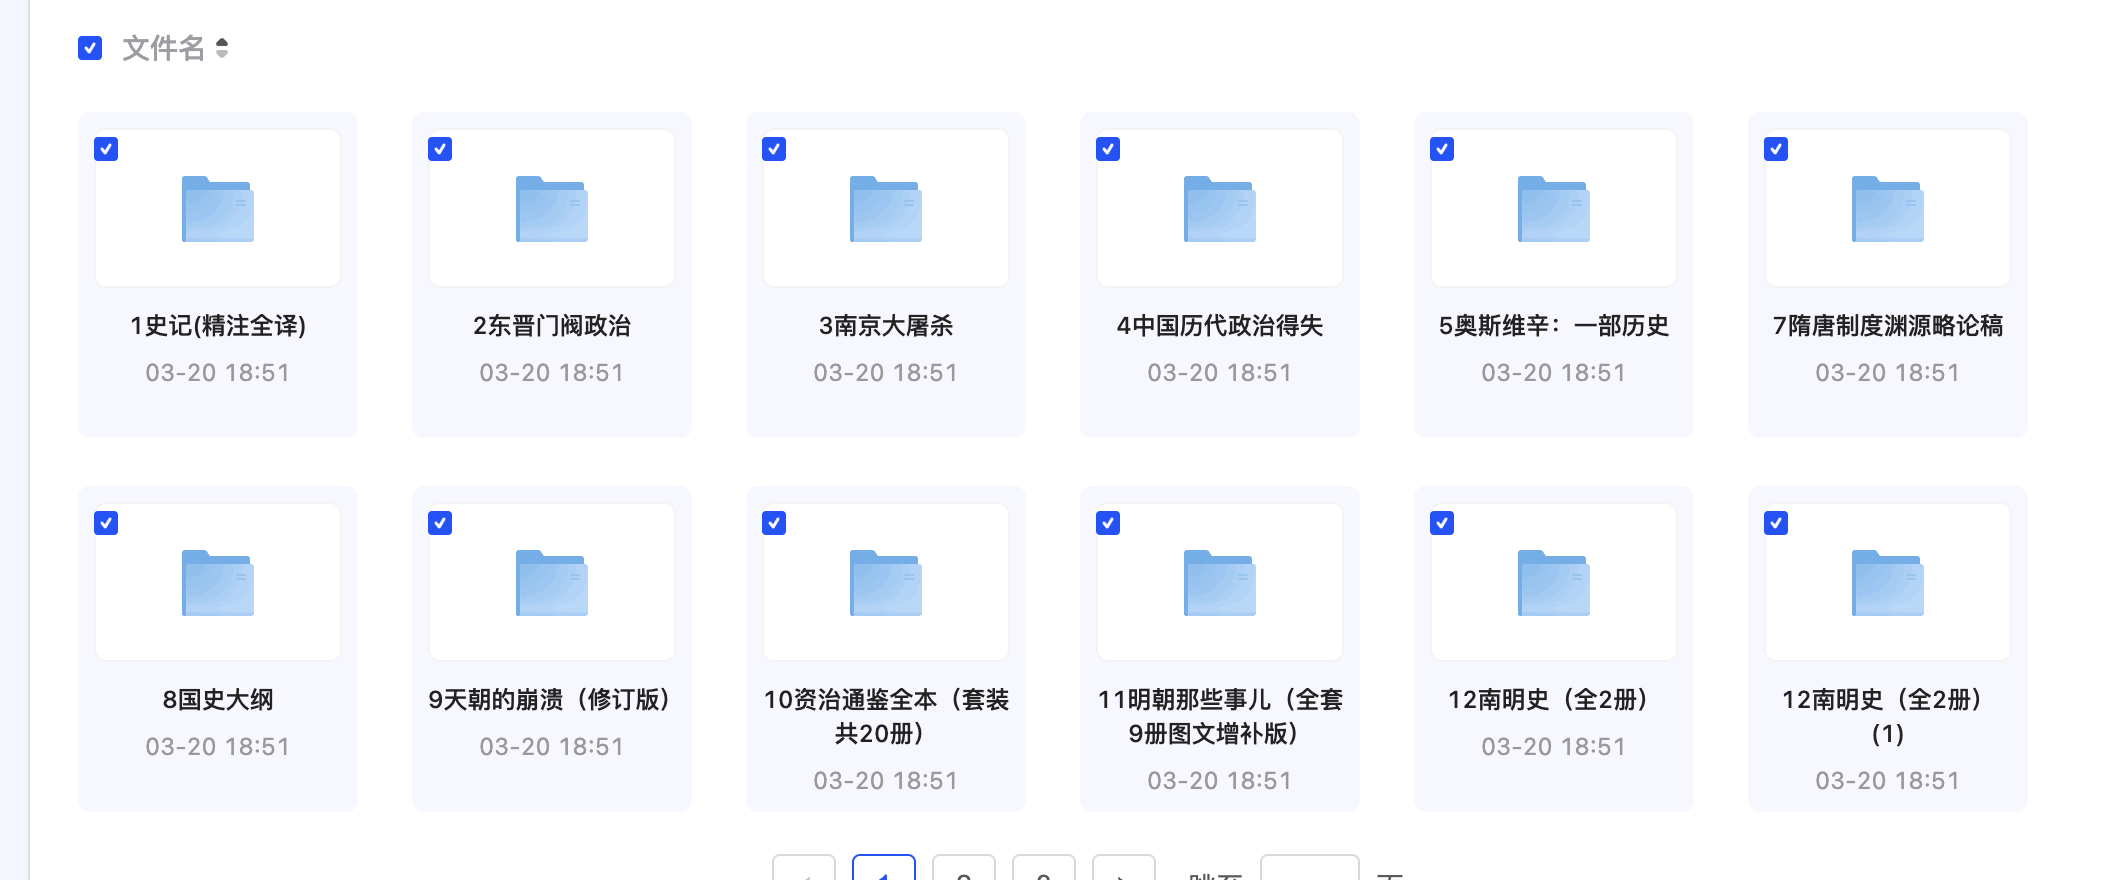 文件名
1史记(精注全译)
03-20 18:51
2东晋门阀政治
03-20 18:51
3南京大屠杀
03-20 18:51
4中国历代政治得失
03-20 18:51
5奥斯维辛：一部历史
03-20 18:51
7隋唐制度渊源略论稿
03-20 18:51
8国史大纲
03-20 18:51
9天朝的崩溃（修订版）
03-20 18:51
10资治通鉴全本（套装
共20册）
03-20 18:51
11明朝那些事儿（全套
9册图文增补版）
03-20 18:51
12南明史（全2册）
03-20 18:51
12南明史（全2册）
(1)
03-20 18:51